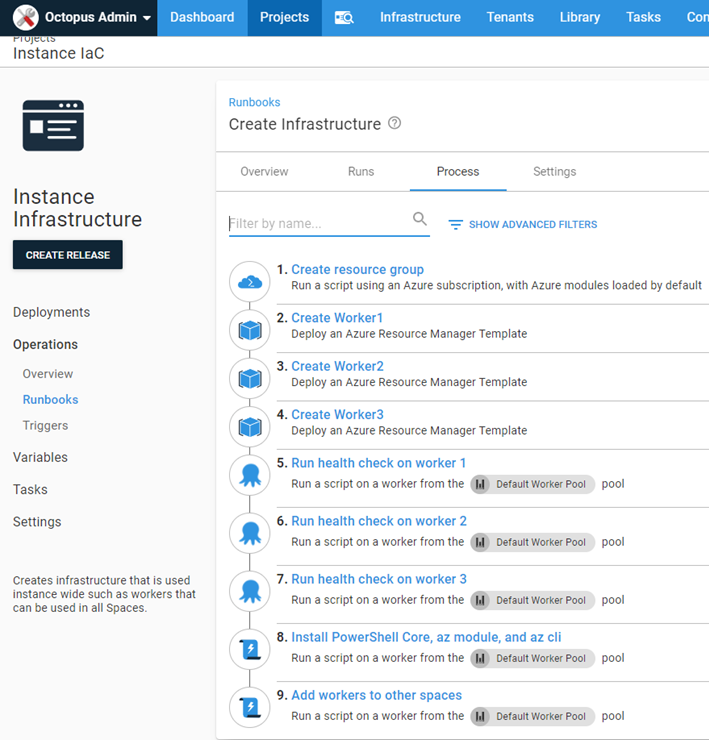 Octopus Admin Dashboard Projects Infrastructure Tenants Library Tasks Con
Projects
Instance IaC
Instance
Infrastructure
CREATE RELEASE
Deployments
Operations
Overview
Runbooks
Triggers
Variables
Tasks
Settings
Creates infrastructure that is used
instance wide such as workers that
can be used in all Spaces.
Runbooks
Create Infrastructure
Overview Runs Process Settings
Filter by name... SHOW ADVANCED FILTERS
1. Create resource group
Run a script using an Azure subscription, with Azure modules loaded by default
2. Create Worker1
Deploy an Azure Resource Manager Template
3. Create Worker2
Deploy an Azure Resource Manager Template
4. Create Worker3
Deploy an Azure Resource Manager Template
5. Run health check on worker 1
Run a script on a worker from the Default Worker Pool pool
6. Run health check on worker 2
Run a script on a worker from the Default Worker Pool pool
7. Run health check on worker 3
Run a script on a worker from the Default Worker Pool pool
8. Install PowerShell Core, az module, and az cli
Run a script on a worker from the Default Worker Pool pool
9. Add workers to other spaces
Run a script on a worker from the Default Worker Pool pool